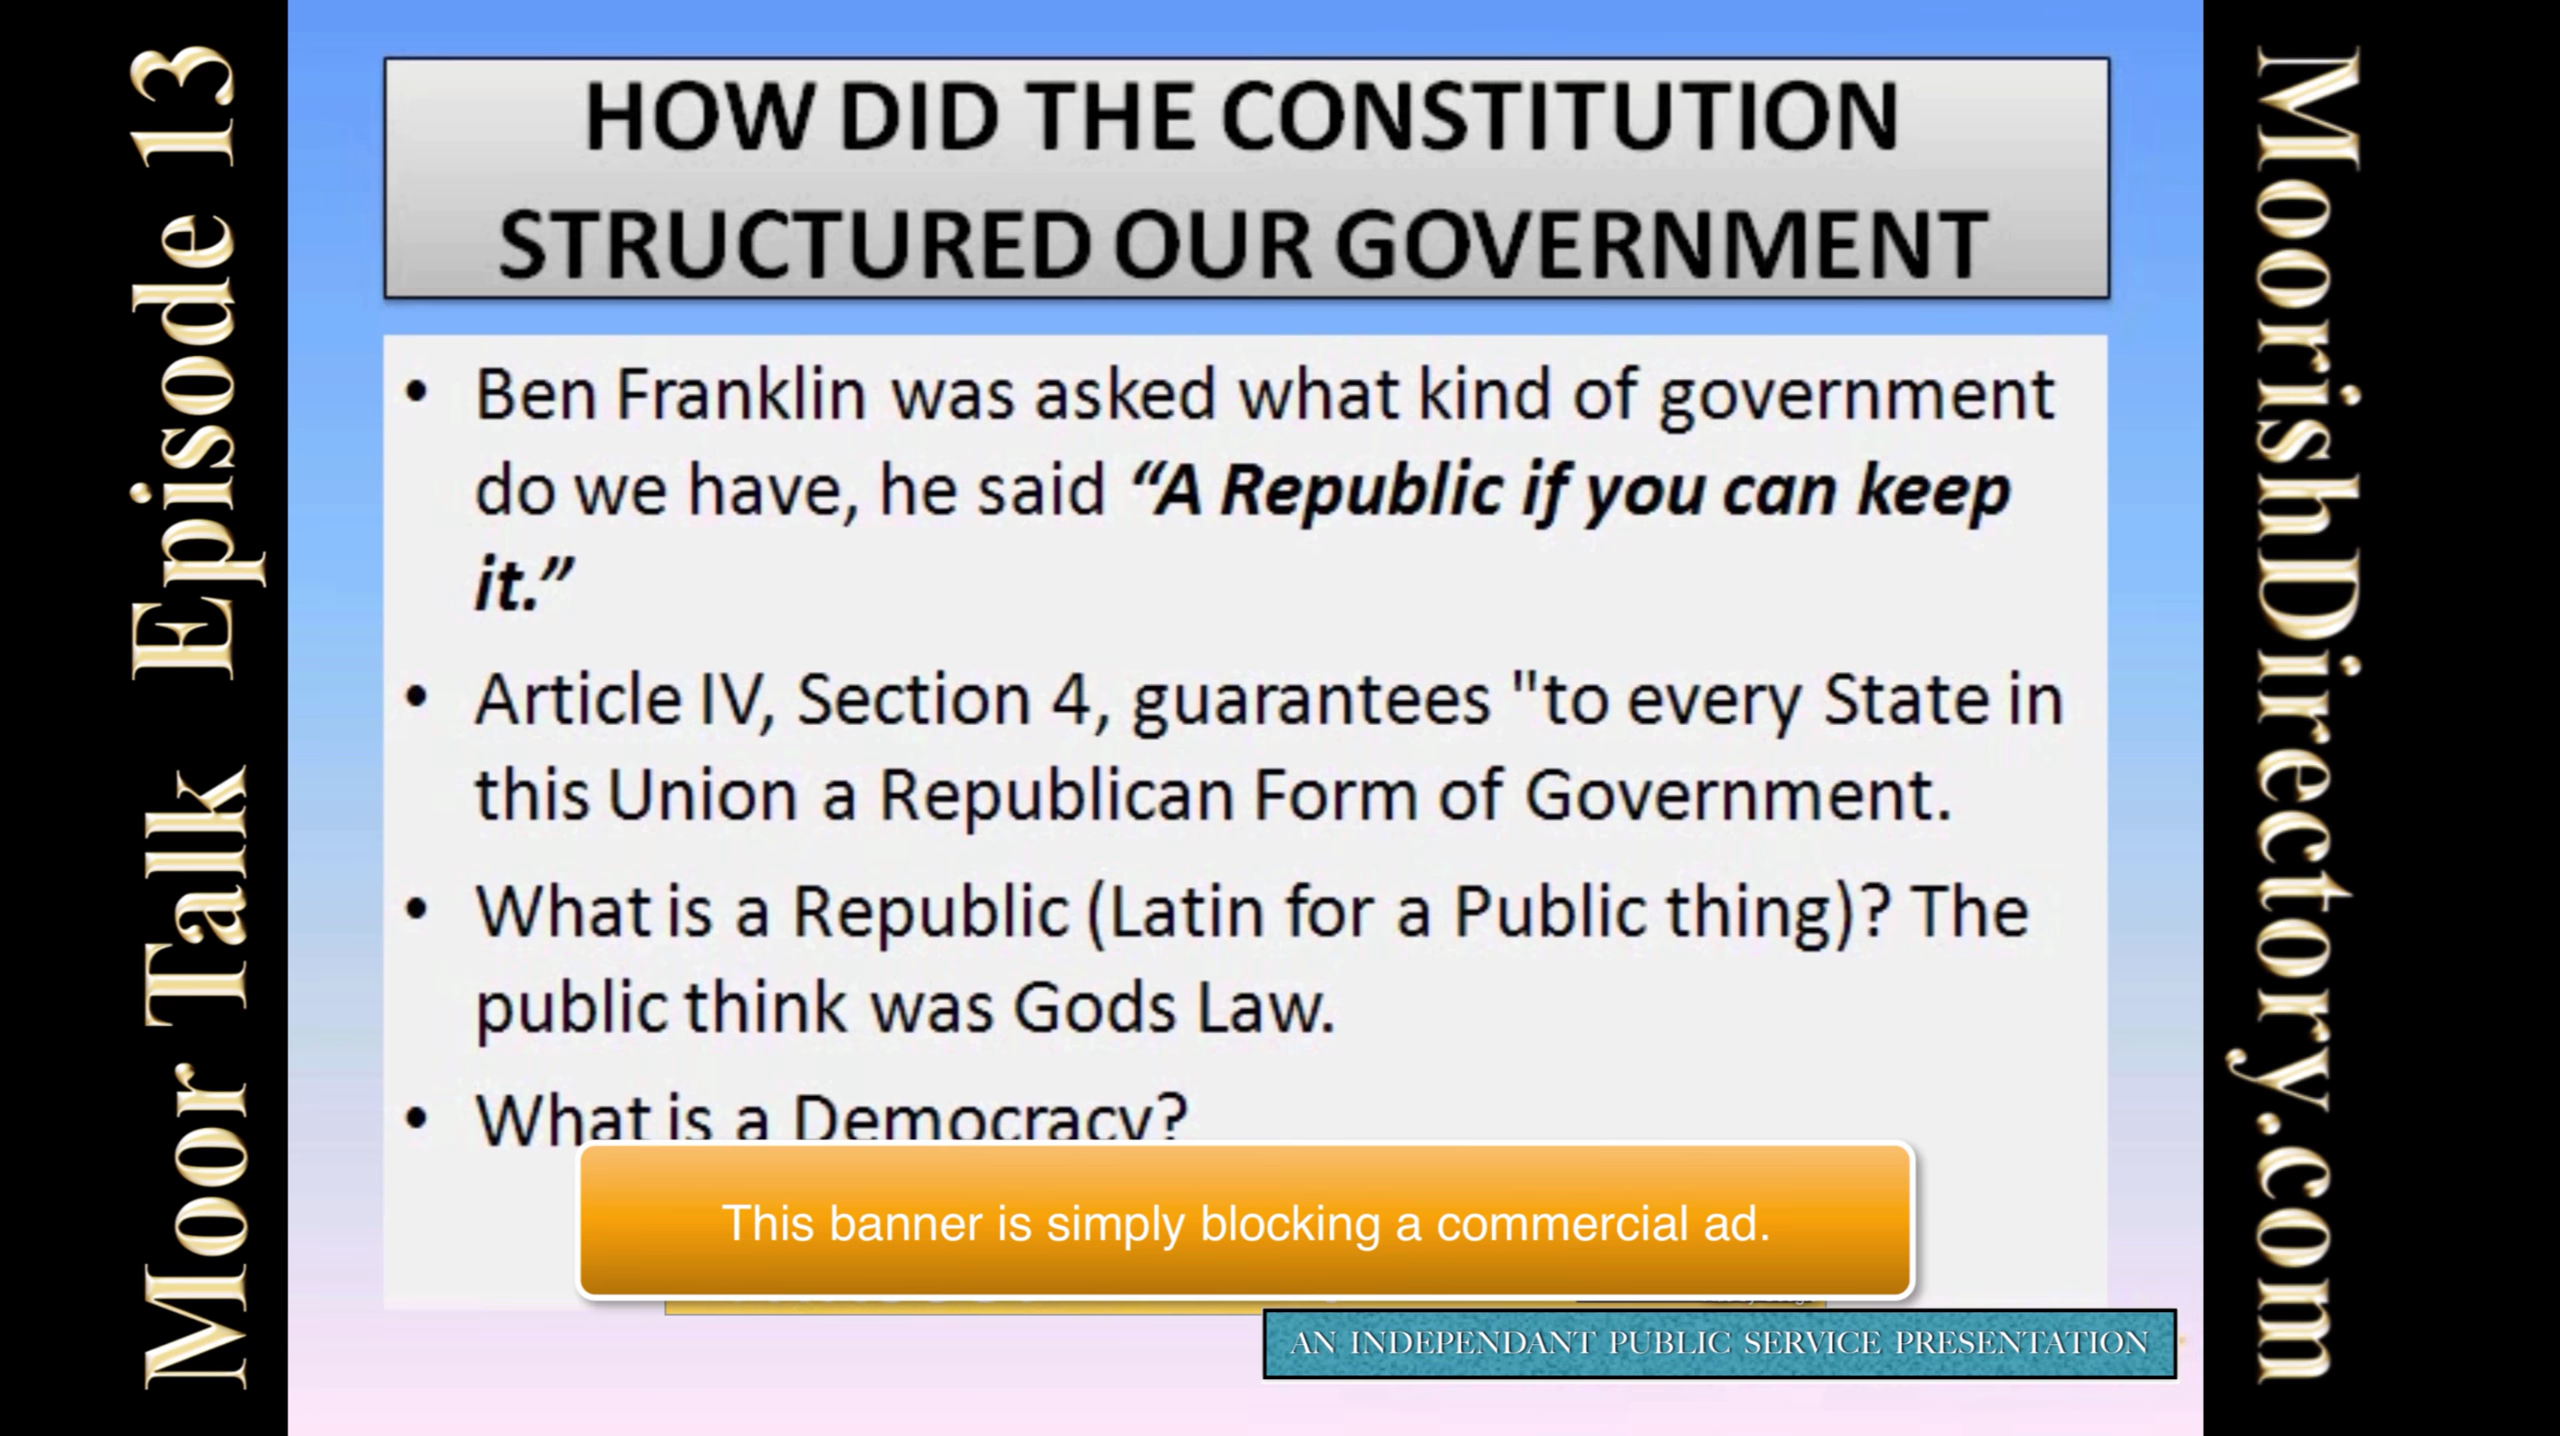 Moor Talk Episode 13
HOW DID THE CONSTITUTION
STRUCTURED OUR GOVERNMENT
• Ben Franklin was asked what kind of government
do we have, he said “A Republic if you can keep
it.”
• Article IV, Section 4, guarantees "to every State in
this Union a Republican Form of Government.
• What is a Republic (Latin for a Public thing)? The
public think was Gods Law.
• What is a Democracy?
This banner is simply blocking a commercial ad.
AN INDEPENDANT PUBLIC SERVICE PRESENTATION
MoorishDirectory.com